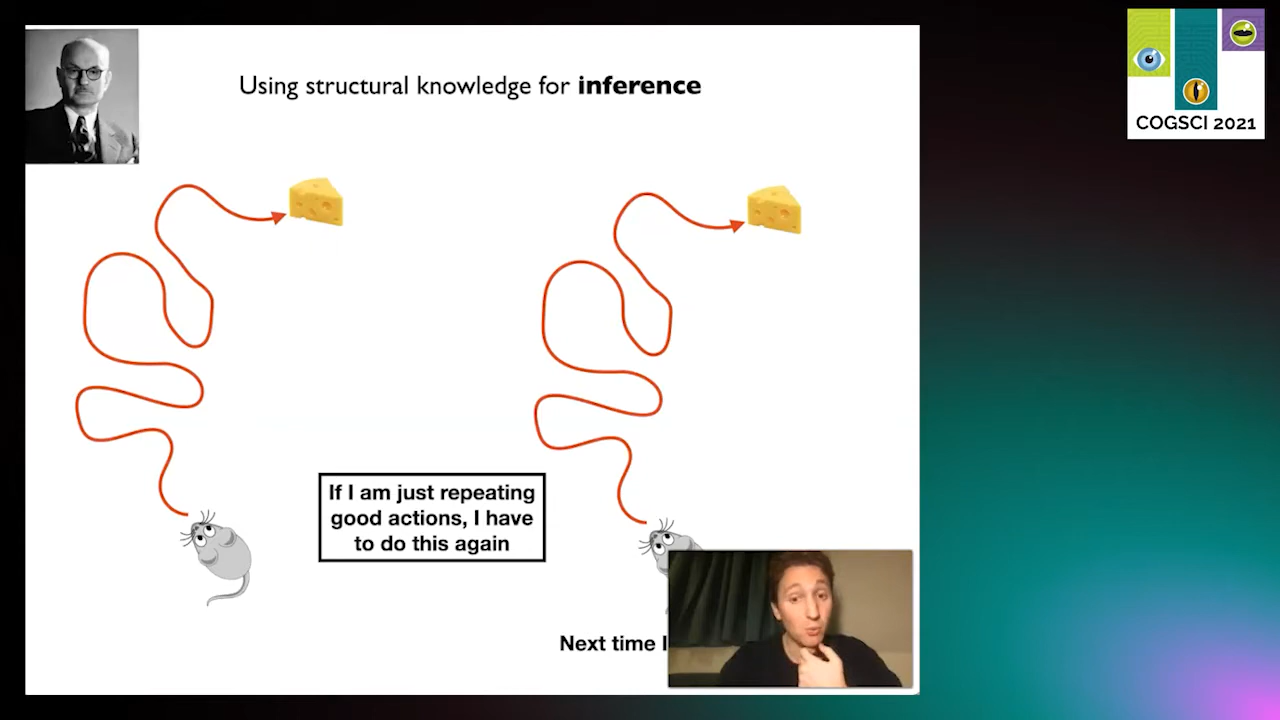 Using structural knowledge for inference
COGSCI 2021
If I am just repeating
good actions, I have
to do this again
Next time I